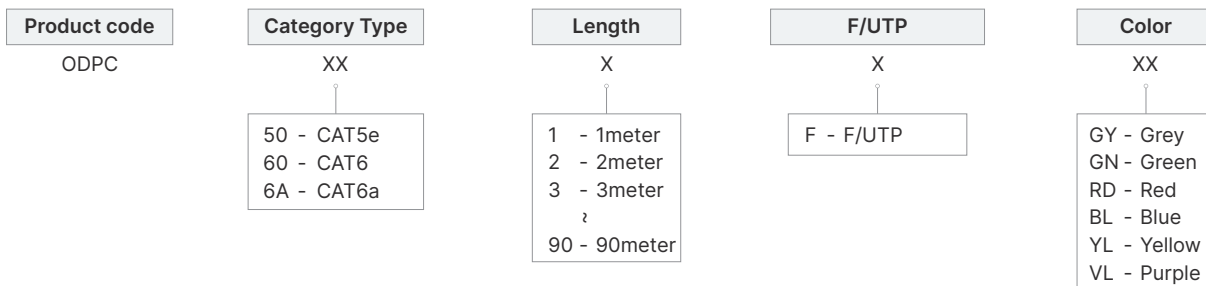 Product code
ODPC
Category Type
XX
50 - CAT5e
60 - CAT6
6A - CAT6a
Length
X
1 - 1meter
2 - 2meter
3 - 3meter
~
90 - 90meter
F/UTP
X
F - F/UTP
Color
XX
GY - Grey
GN - Green
RD - Red
BL - Blue
YL - Yellow
VL - Purple